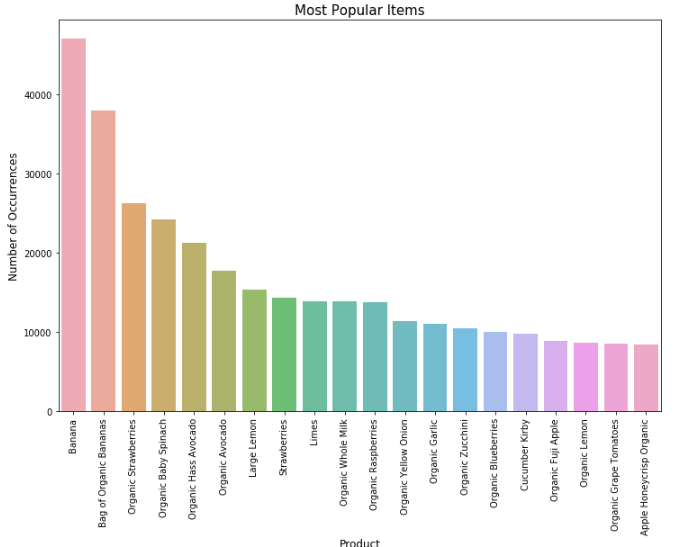 Most Popular Items
Number of Occurrences
40000
30000
20000
10000
0
Banana
Bag of Organic Bananas
Organic Strawberries
Organic Baby Spinach
Organic Hass Avocado
Organic Avocado
Large Lemon
Strawberries
Limes
Organic Whole Milk
Organic Raspberries
Organic Yellow Onion
Organic Garlic
Organic Zucchini
Organic Blueberries
Cucumber Kirby
Organic Fuji Apple
Organic Lemon
Organic Grape Tomatoes
Apple Honeycrisp Organic
Product